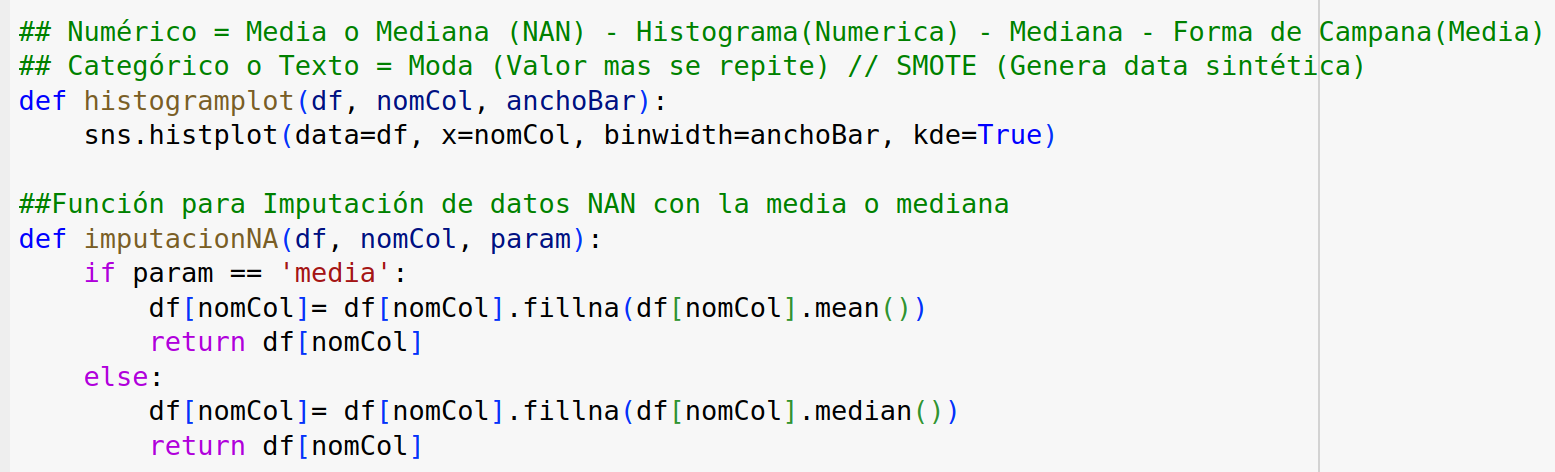 ## Numérico = Media o Mediana (NAN) - Histograma(Numerica) - Mediana - Forma de Campana(Media)
## Categórico o Texto = Moda (Valor mas se repite) // SMOTE (Genera data sintética)
def histogramplot(df, nomCol, anchoBar):
    sns.histplot(data=df, x=nomCol, binwidth=anchoBar, kde=True)

##Función para Imputación de datos NAN con la media o mediana
def imputacionNA(df, nomCol, param):
    if param == 'media':
        df[nomCol]= df[nomCol].fillna(df[nomCol].mean())
        return df[nomCol]
    else:
        df[nomCol]= df[nomCol].fillna(df[nomCol].median())
        return df[nomCol]